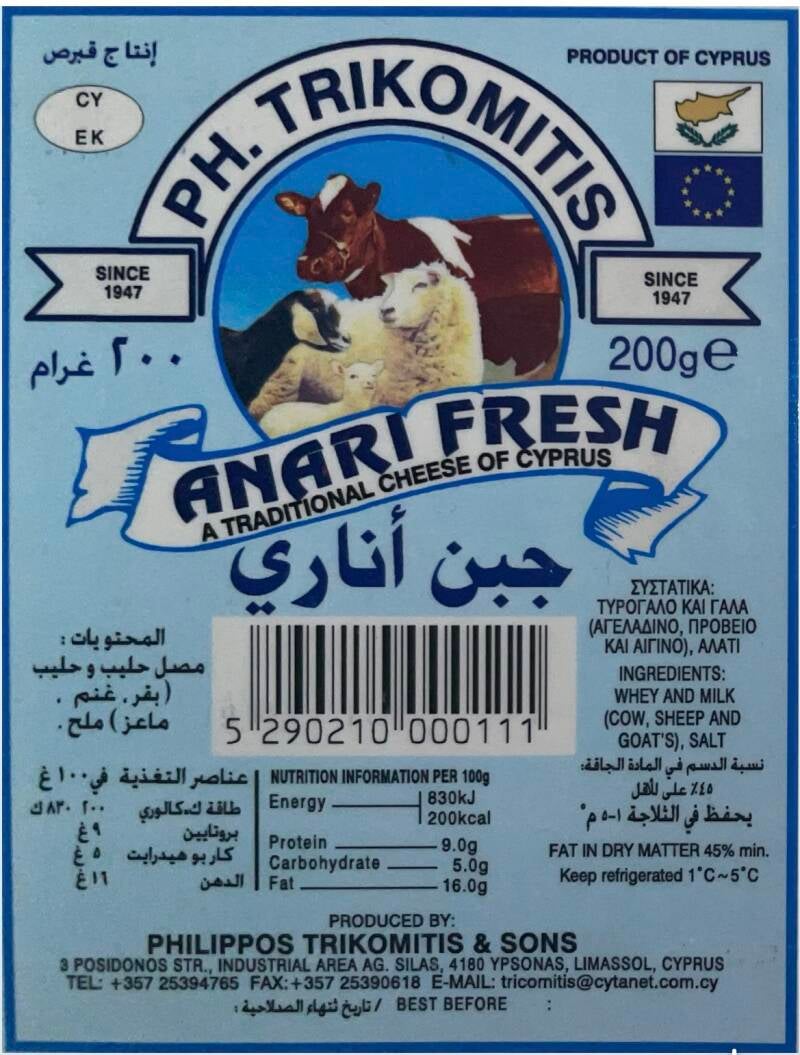 إنتاج قبرص
PRODUCT OF CYPRUS
CY
EK
PH. TRIKOMITIS
SINCE
1947
SINCE
1947
٢٠٠ غرام
200g e
ANARI FRESH
A TRADITIONAL CHEESE OF CYPRUS
جبن أناري
ΣΥΣΤΑΤΙΚΑ:
ΤΥΡΟΓΑΛΟ ΚΑΙ ΓΑΛΑ
(ΑΓΕΛΑΔΙΝΟ, ΠΡΟΒΕΙΟ
ΚΑΙ ΑΙΓΙΝΟ), ΑΛΑΤΙ
INGREDIENTS:
WHEY AND MILK
(COW, SHEEP AND
GOAT'S), SALT
المحتويات :
مصل حليب وحليب
(بقر، غنم ،
ماعز) ملح .
5 290210 000111
نسبة الدسم في المادة الجاقة:
٤٥٪ على للأقل
يحفظ في الثلاجة ١-٥ م°
FAT IN DRY MATTER 45% min.
Keep refrigerated 1°C~5°C
عناصر التغذية في ١٠٠ غ
طاقة ك.كالوري ٢٠٠ ٨٣٠ ك
بروتايين ٩ غ
كاربو هيدرايت ٥ غ
الدهن ١٦ غ
NUTRITION INFORMATION PER 100g
Energy 830kJ
200kcal
Protein 9.0g
Carbohydrate 5.0g
Fat 16.0g
PRODUCED BY:
PHILIPPOS TRIKOMITIS & SONS
3 POSIDONOS STR., INDUSTRIAL AREA AG. SILAS, 4180 YPSONAS, LIMASSOL, CYPRUS
TEL: +357 25394765 FAX:+357 25390618 E-MAIL: tricomitis@cytanet.com.cy
تاريخ ئتهاء الصلاحية : / BEST BEFORE :